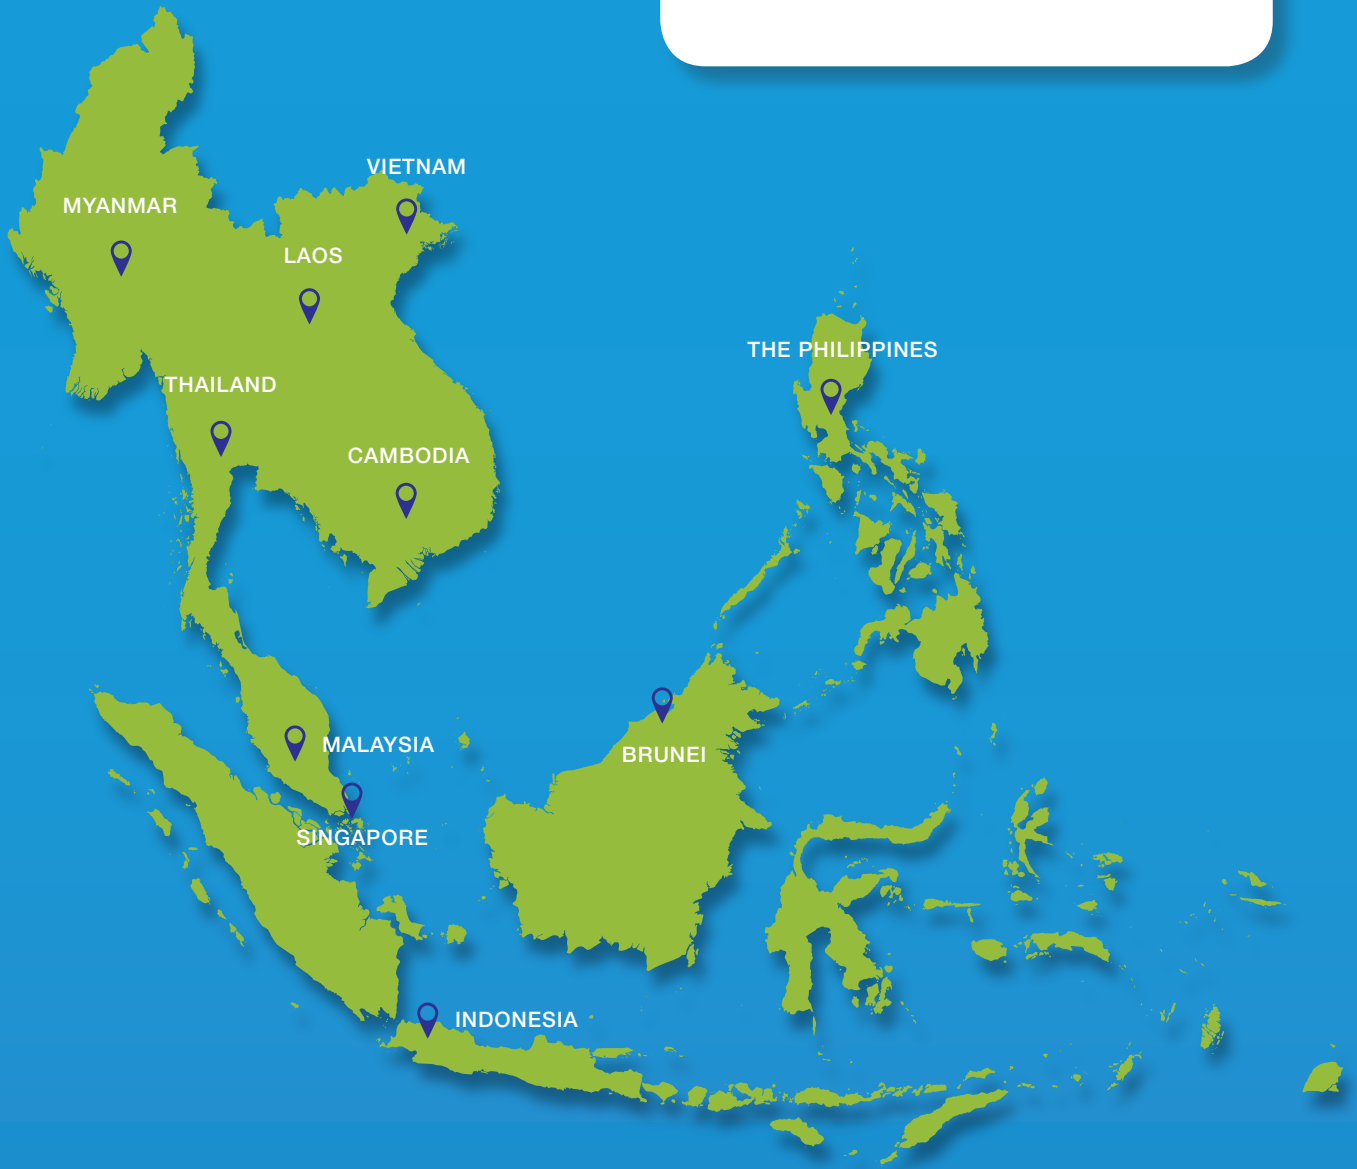 VIETNAM
MYANMAR
LAOS
THE PHILIPPINES
THAILAND
CAMBODIA
MALAYSIA
BRUNEI
SINGAPORE
INDONESIA